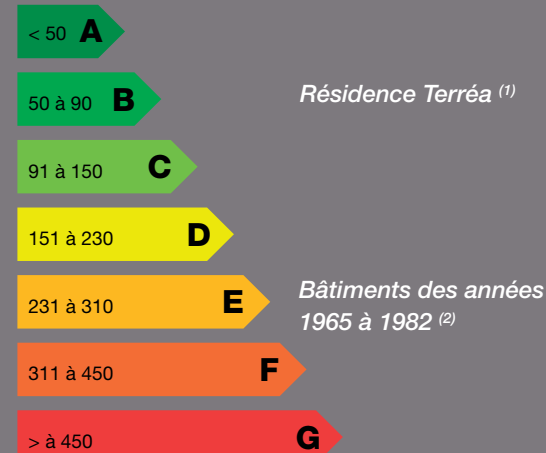 < 50 A
50 à 90 B
Résidence Terréa (1)
91 à 150 C
151 à 230 D
231 à 310 E
Bâtiments des années
1965 à 1982 (2)
311 à 450 F
> à 450 G